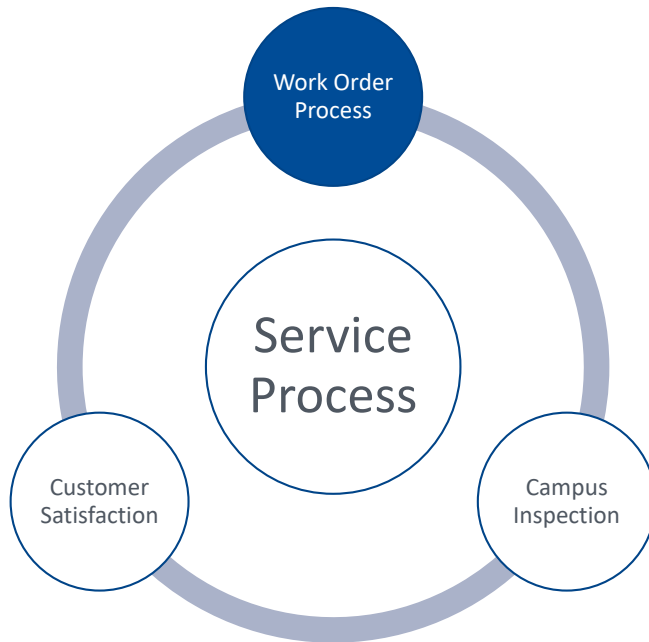 Work Order
Process
Service
Process
Customer
Satisfaction
Campus
Inspection